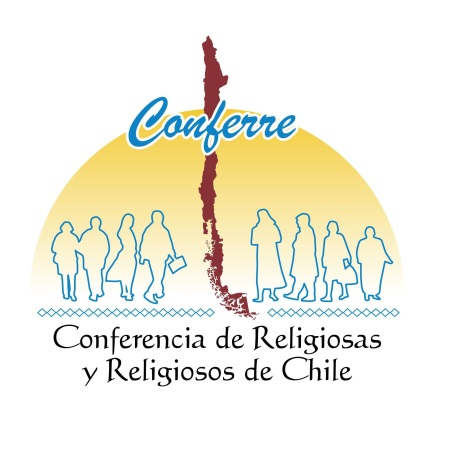 Conferre
Conferencia de Religiosas
y Religiosos de Chile